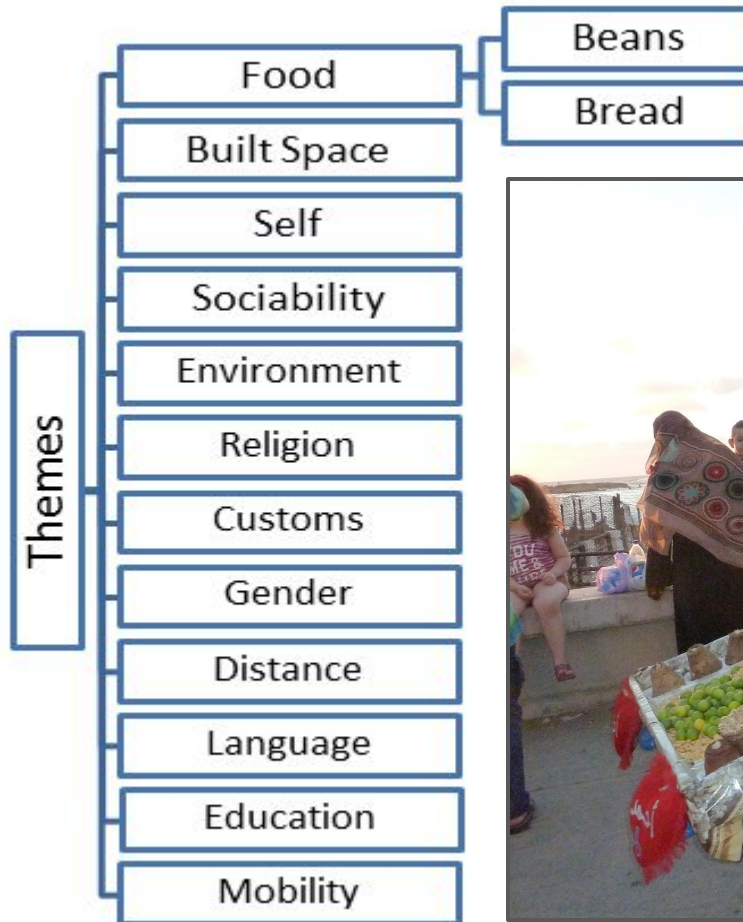 Themes
Food
Beans
Bread
Built Space
Self
Sociability
Environment
Religion
Customs
Gender
Distance
Language
Education
Mobility